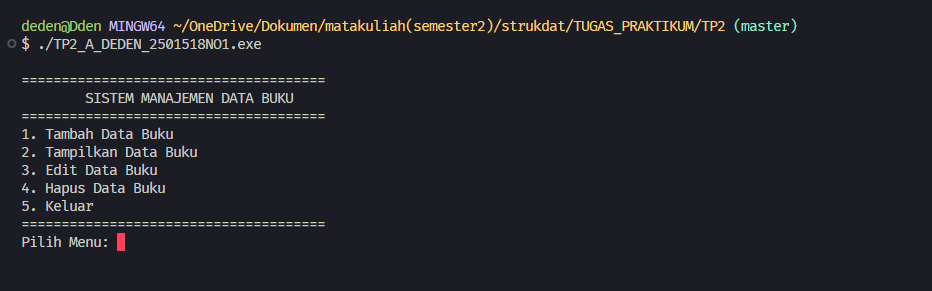 deden@Dden MINGW64 ~/OneDrive/Dokumen/matakuliah(semester2)/strukdat/TUGAS_PRAKTIKUM/TP2 (master)
$ ./TP2_A_DEDEN_2501518NO1.exe
======================================
SISTEM MANAJEMEN DATA BUKU
======================================
1. Tambah Data Buku
2. Tampilkan Data Buku
3. Edit Data Buku
4. Hapus Data Buku
5. Keluar
======================================
Pilih Menu: